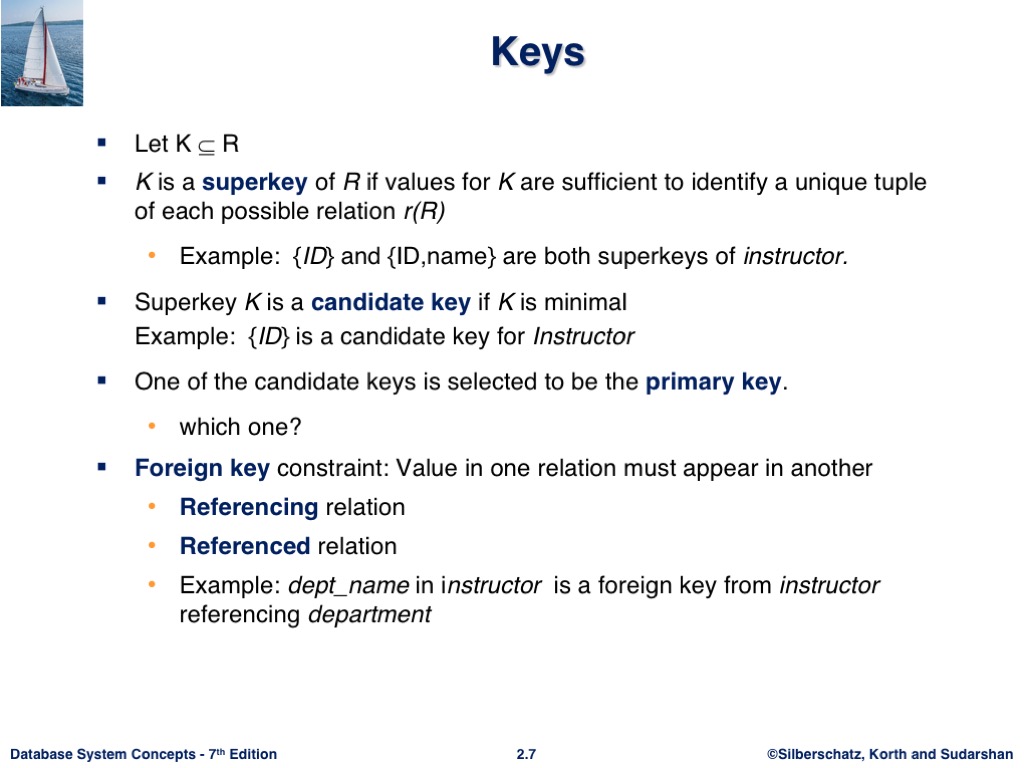 Keys
▪ Let K ⊆ R
▪ K is a superkey of R if values for K are sufficient to identify a unique tuple
of each possible relation r(R)
• Example: {ID} and {ID,name} are both superkeys of instructor.
▪ Superkey K is a candidate key if K is minimal
Example: {ID} is a candidate key for Instructor
▪ One of the candidate keys is selected to be the primary key.
• which one?
▪ Foreign key constraint: Value in one relation must appear in another
• Referencing relation
• Referenced relation
• Example: dept_name in instructor is a foreign key from instructor
referencing department
Database System Concepts - 7th Edition
2.7
©Silberschatz, Korth and Sudarshan